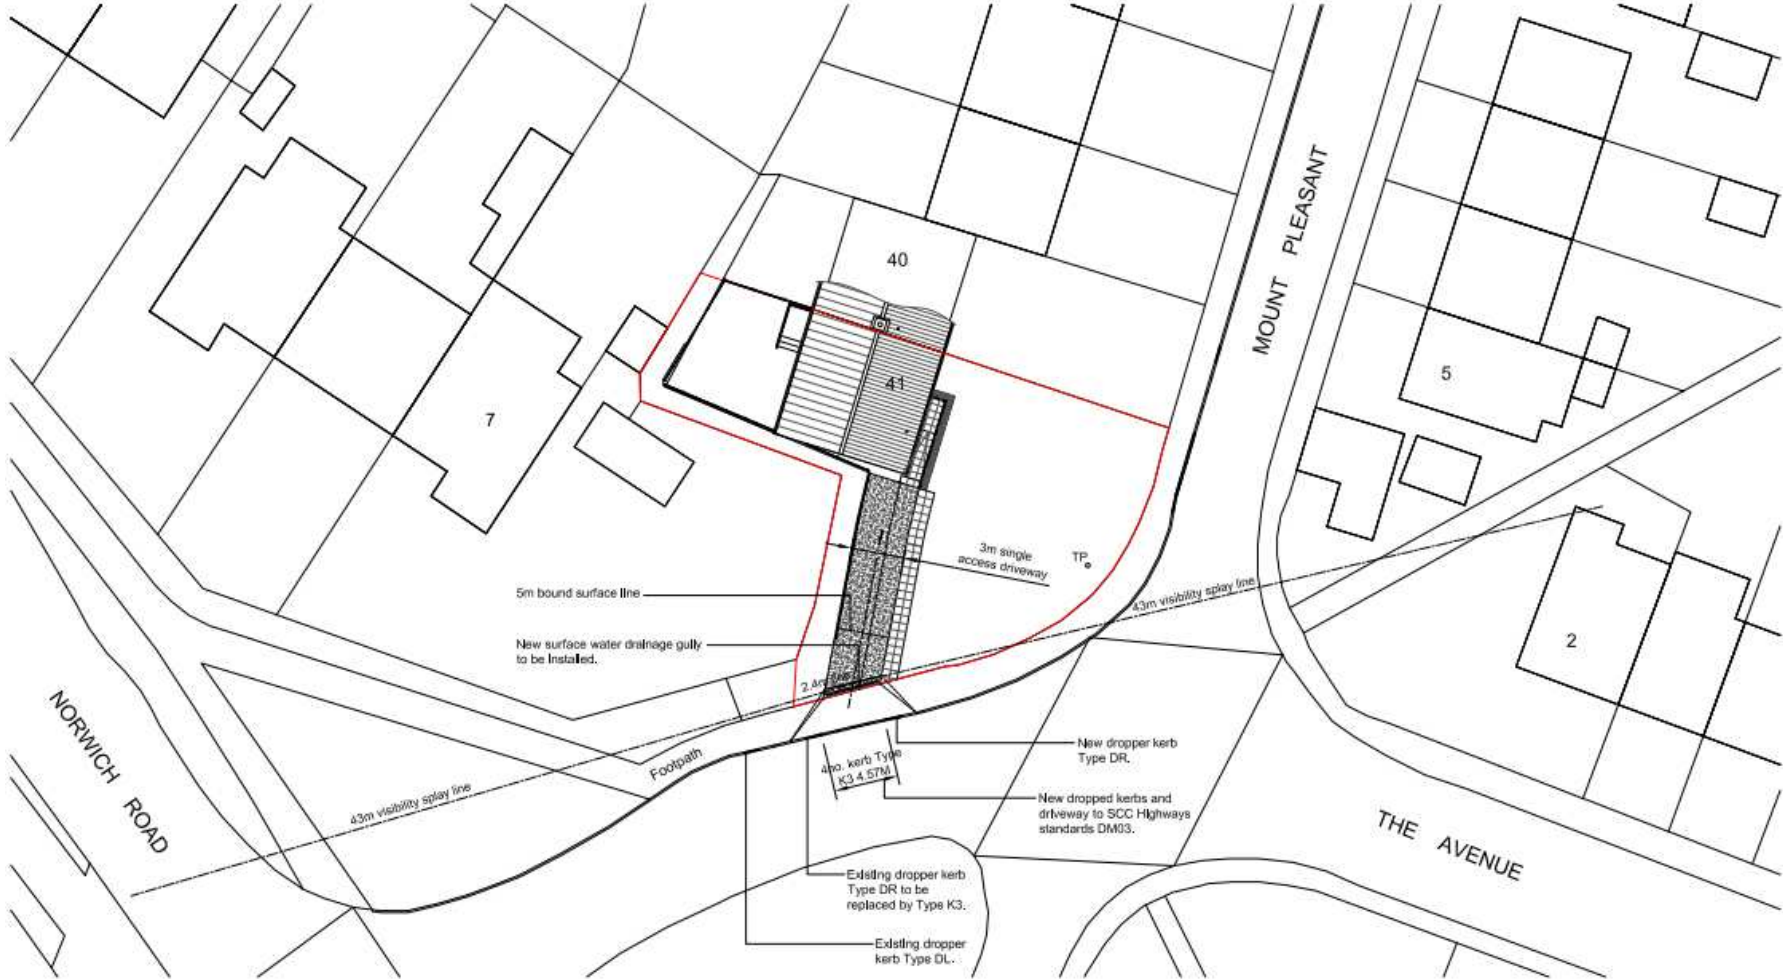 40
41
7
5
2
MOUNT PLEASANT
3m single
access driveway
TP
5m bound surface line
43m visibility splay line
New surface water drainage gully
to be installed.
2.4m
NORWICH ROAD
Footpath
43m visibility splay line
New dropper kerb
Type DR.
4no. kerb Type
K3 4.57M
New dropped kerbs and
driveway to SCC Highways
standards DM03.
THE AVENUE
Existing dropper kerb
Type DR to be
replaced by Type K3.
Existing dropper
kerb Type DL.